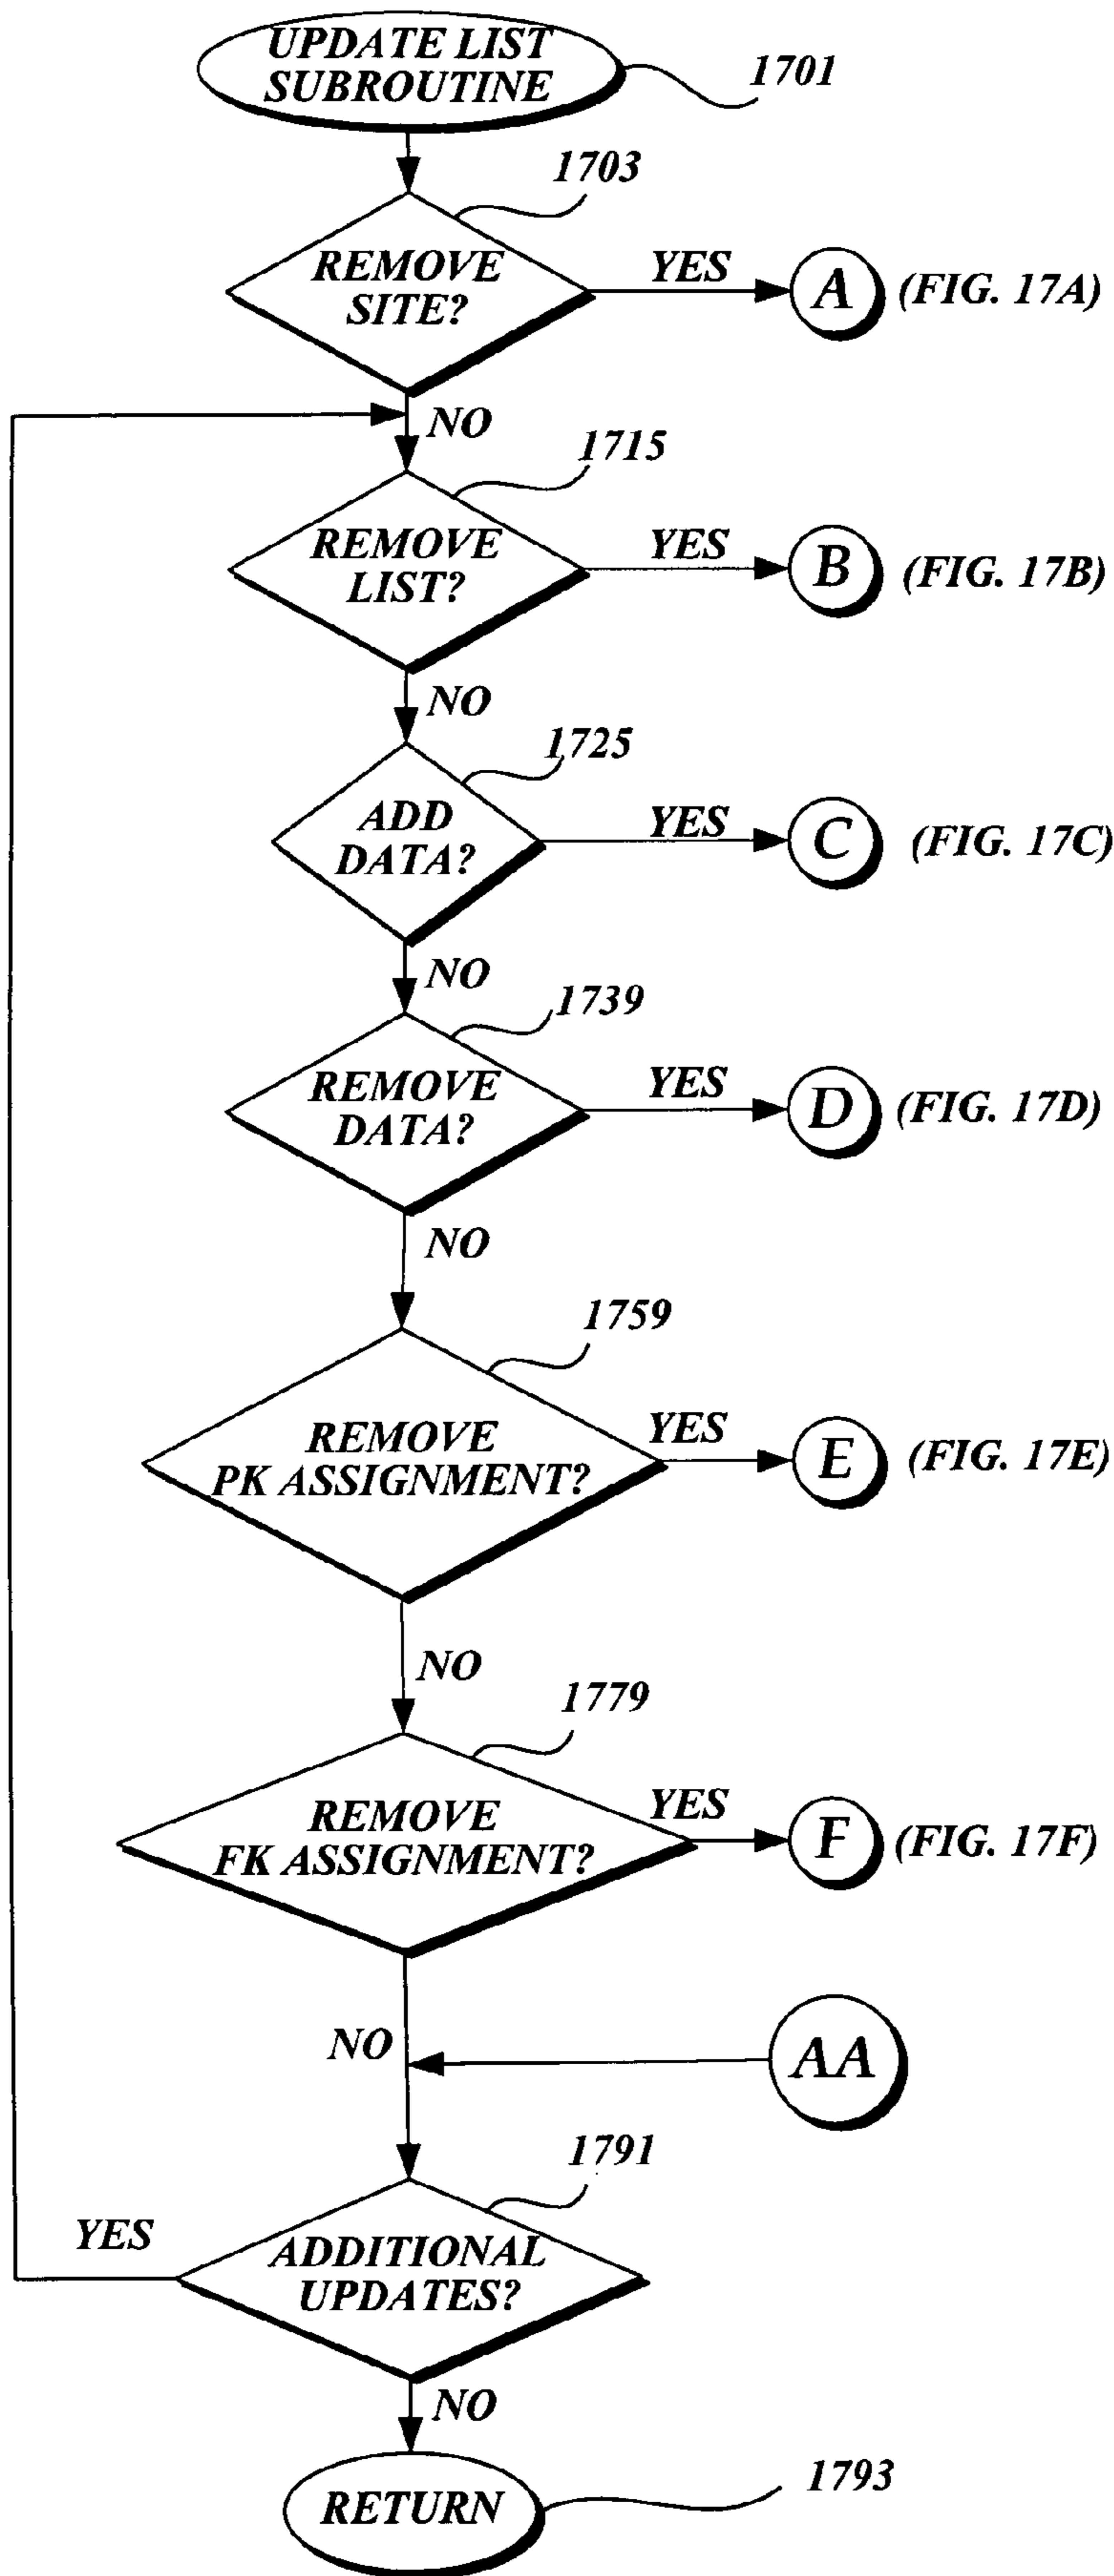 UPDATE LIST
SUBROUTINE
1701
1703
REMOVE
SITE?
YES
A
(FIG. 17A)
NO
1715
REMOVE
LIST?
YES
B
(FIG. 17B)
NO
1725
ADD
DATA?
YES
C
(FIG. 17C)
NO
1739
REMOVE
DATA?
YES
D
(FIG. 17D)
NO
1759
REMOVE
PK ASSIGNMENT?
YES
E
(FIG. 17E)
NO
1779
REMOVE
FK ASSIGNMENT?
YES
F
(FIG. 17F)
NO
AA
1791
YES
ADDITIONAL
UPDATES?
NO
RETURN
1793